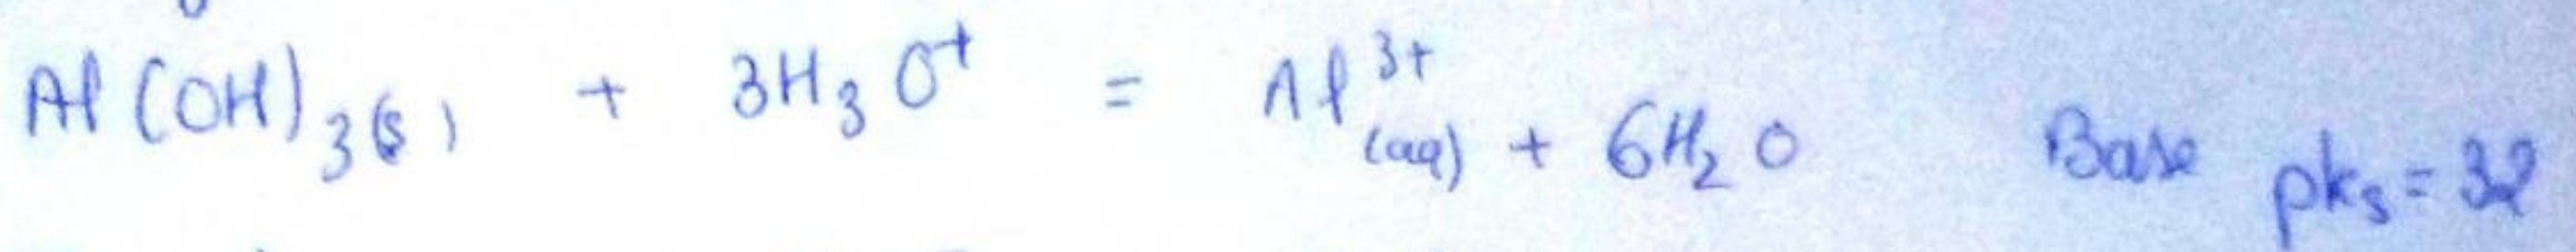 Al(OH)₃(s) + 3H₃O⁺ = Al³⁺(aq) + 6H₂O Base pks = 32